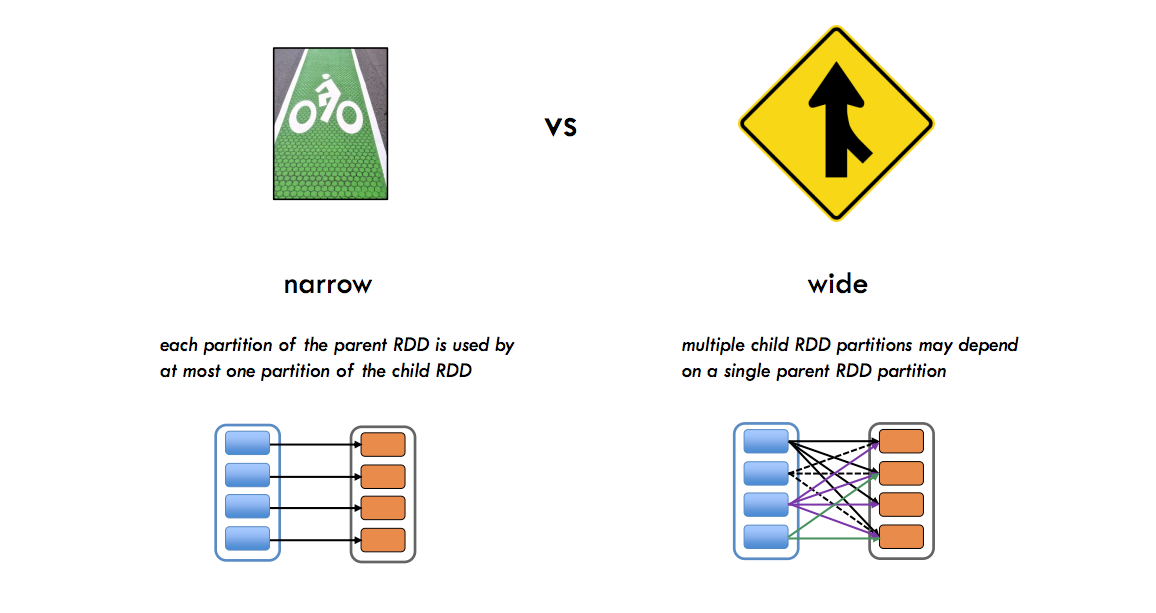 vs
narrow
wide
each partition of the parent RDD is used by
at most one partition of the child RDD
multiple child RDD partitions may depend
on a single parent RDD partition